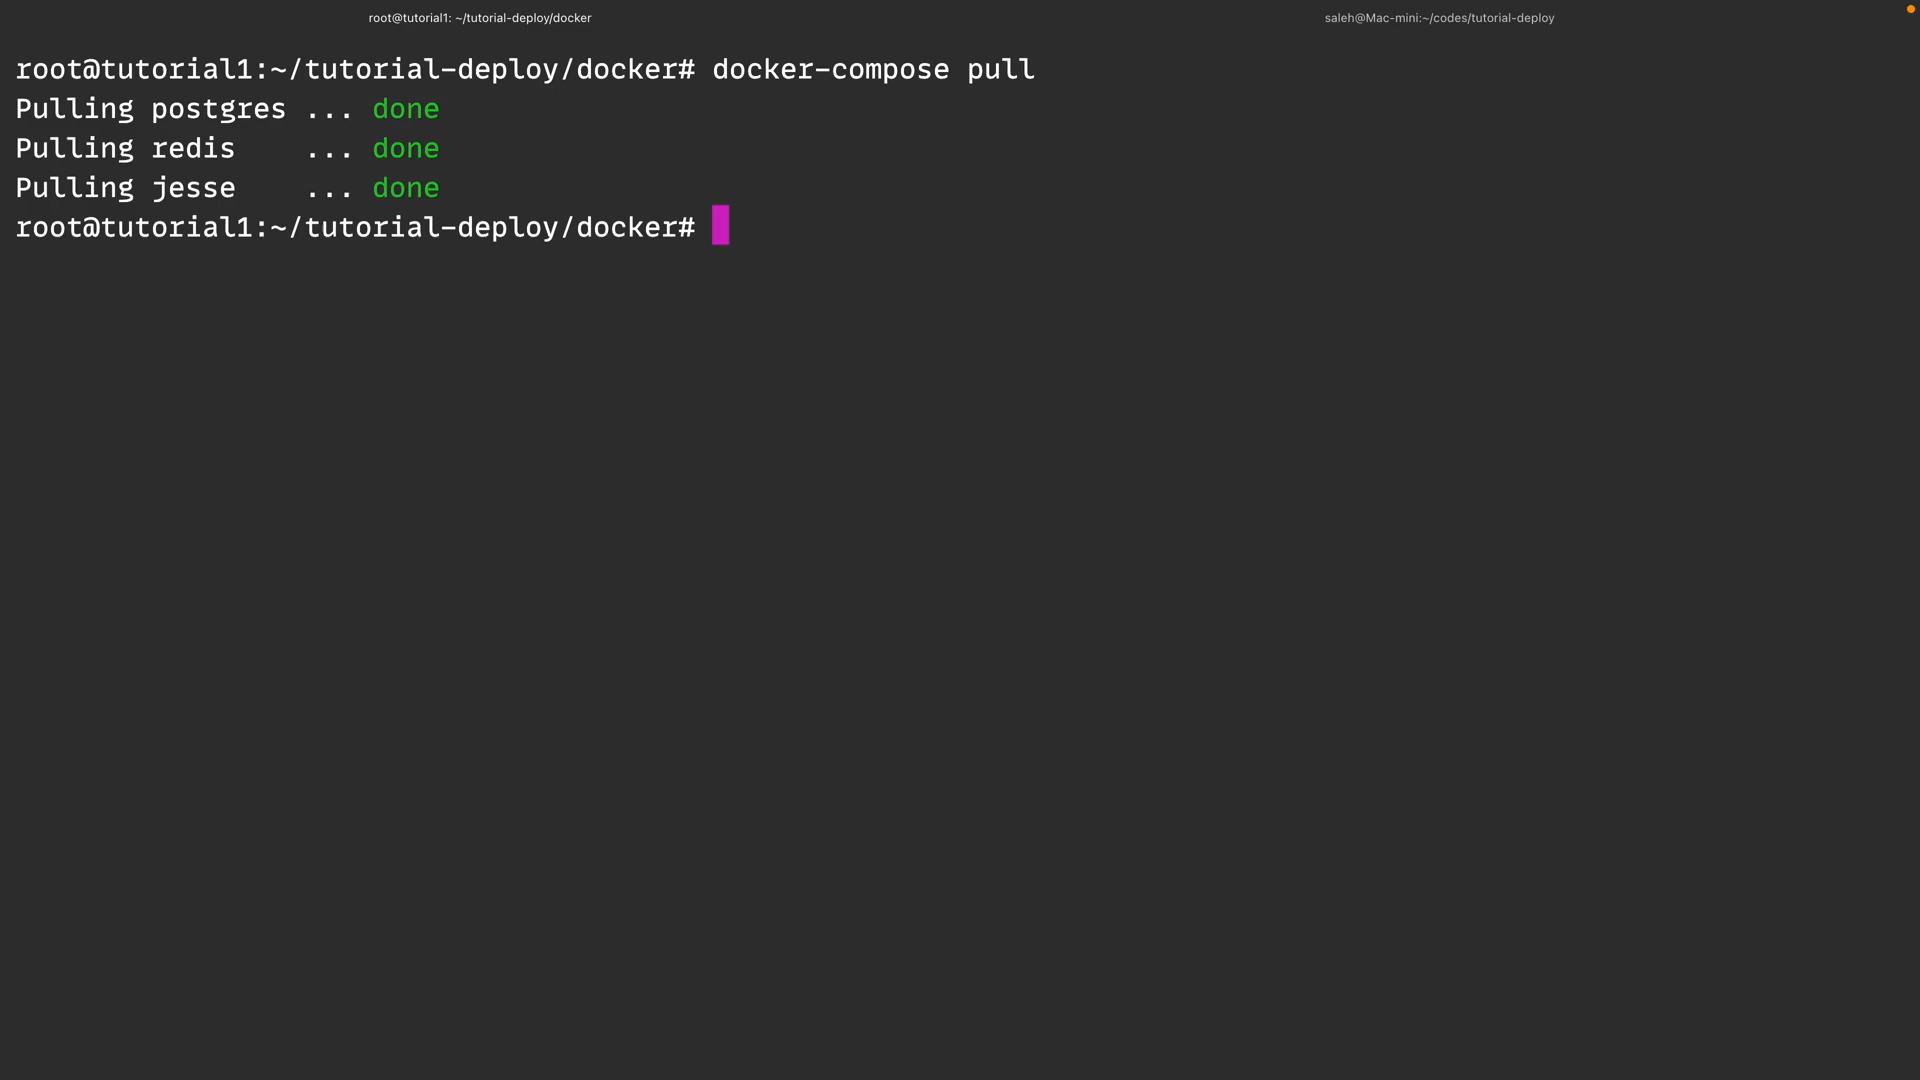 root@tutorial1: ~/tutorial-deploy/docker
saleh@Mac-mini:~/codes/tutorial-deploy
root@tutorial1:~/tutorial-deploy/docker# docker-compose pull
Pulling postgres ... done
Pulling redis    ... done
Pulling jesse    ... done
root@tutorial1:~/tutorial-deploy/docker#